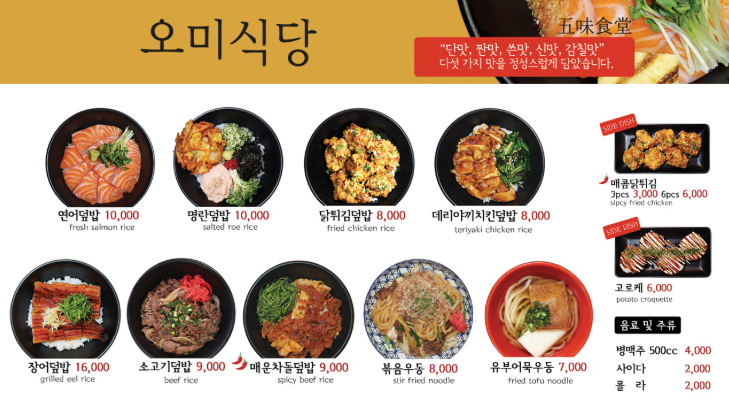 오미식당
五味食堂
“단맛, 짠맛, 쓴맛, 신맛, 감칠맛”
다섯 가지 맛을 정성스럽게 담았습니다.
연어덮밥 10,000
fresh salmon rice
명란덮밥 10,000
salted roe rice
닭튀김덮밥 8,000
fried chicken rice
데리야끼치킨덮밥 8,000
teriyaki chicken rice
SIDE DISH
매콤닭튀김
3pcs 3,000 6pcs 6,000
sipcy fried chicken
SIDE DISH
고로케 6,000
potato croquette
장어덮밥 16,000
grilled eel rice
소고기덮밥 9,000
beef rice
매운차돌덮밥 9,000
spicy beef rice
볶음우동 8,000
stir fried noodle
유부어묵우동 7,000
fried tofu noodle
음료 및 주류
병맥주 500cc 4,000
사이다 2,000
콜 라 2,000